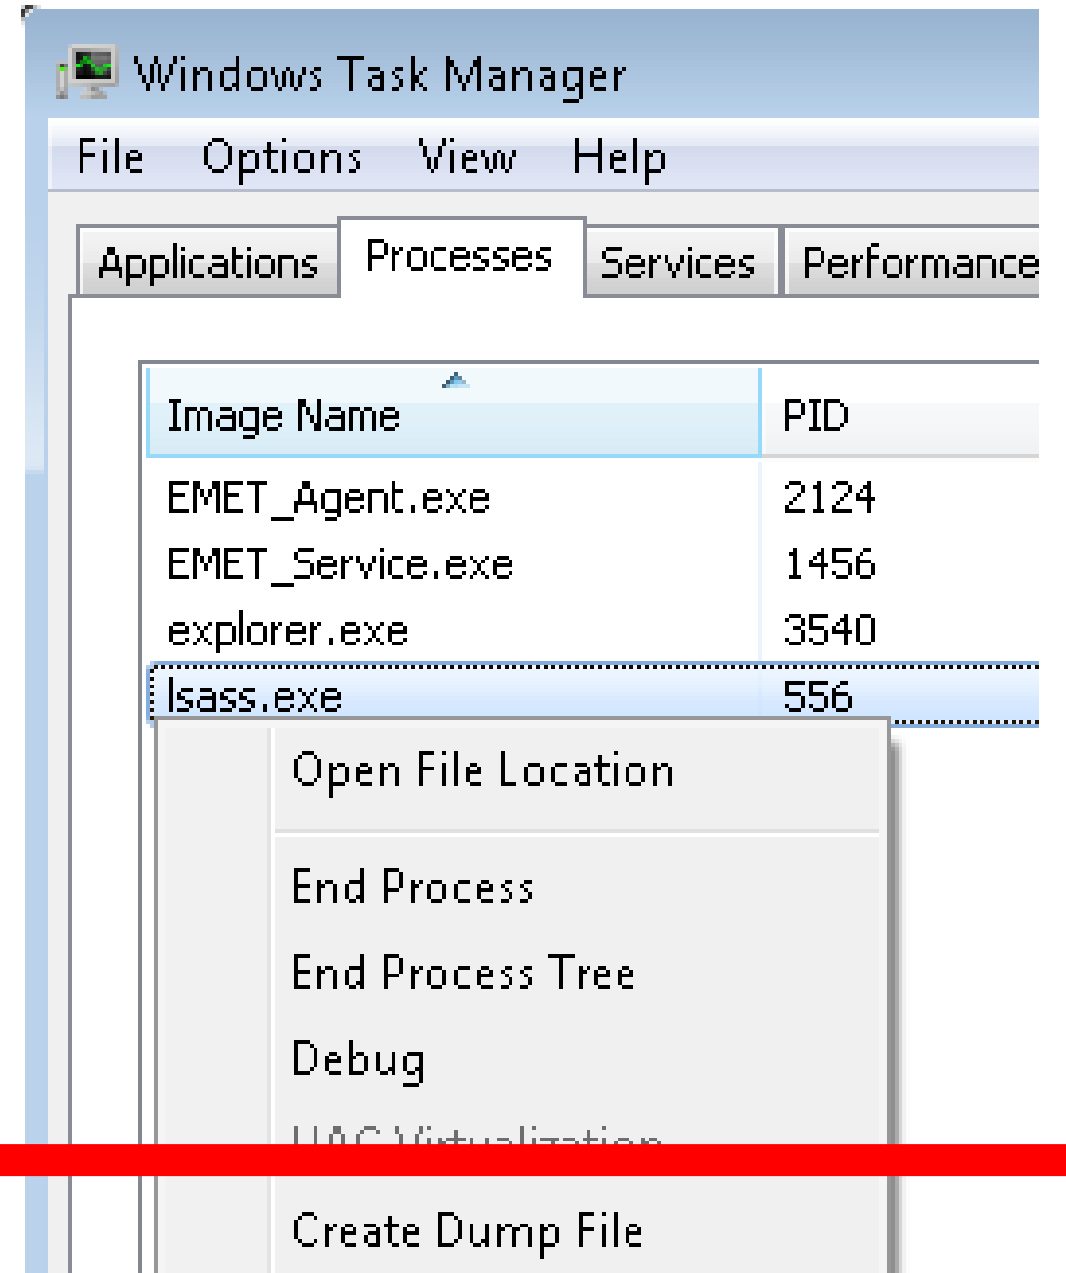 Windows Task Manager
File Options View Help
Applications Processes Services Performance
Image Name PID
EMET_Agent.exe 2124
EMET_Service.exe 1456
explorer.exe 3540
lsass.exe 556
Open File Location
End Process
End Process Tree
Debug
UAC Virtualization
Create Dump File